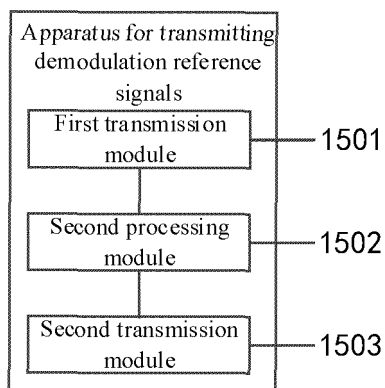 Apparatus for transmitting
demodulation reference
signals
First transmission
module
1501
Second processing
module
1502
Second transmission
module
1503